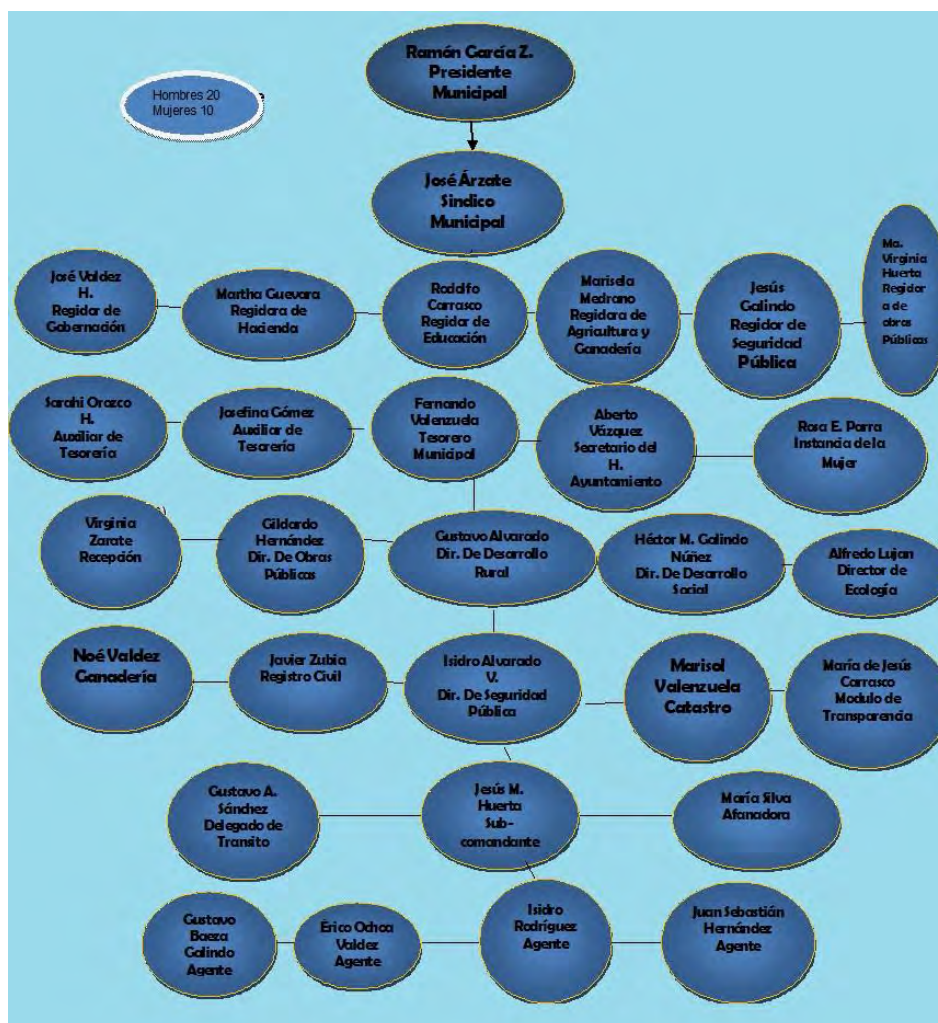 Ramón García Z.
Presidente
Municipal
Hombres 20
Mujeres 10
José Árzate
Sindico
Municipal
José Valdez
H.
Regidor de
Gobernación
Martha Guevara
Regidora de
Hacienda
Rodolfo
Carrasco
Regidor de
Educación
Marisela
Medrano
Regidora de
Agricultura y
Ganadería
Jesús
Galindo
Regidor de
Seguridad
Pública
Ma.
Virginia
Huerta
Regidor
a de
obras
Públicas
Sarahi Orozco
H.
Auxiliar de
Tesorería
Josefina Gómez
Auxiliar de
Tesorería
Fernando
Valenzuela
Tesorero
Municipal
Aberto
Vázquez
Secretario del
H.
Ayuntamiento
Rosa E. Parra
Instancia de la
Mujer
Virginia
Zarate
Recepción
Gildardo
Hernández
Dir. De Obras
Públicas
Gustavo Alvarado
Dir. De Desarrollo
Rural
Héctor M. Galindo
Núñez
Dir. De Desarrollo
Social
Alfredo Lujan
Director de
Ecología
Noé Valdez
Ganadería
Javier Zubia
Registro Civil
Isidro Alvarado
V.
Dir. De Seguridad
Pública
Marisol
Valenzuela
Catastro
María de Jesús
Carrasco
Modulo de
Transparencia
Gustavo A.
Sánchez
Delegado de
Transito
Jesús M.
Huerta
Sub-
comandante
María Silva
Afanadora
Gustavo
Baeza
Galindo
Agente
Érico Ochoa
Valdez
Agente
Isidro
Rodríguez
Agente
Juan Sebastián
Hernández
Agente